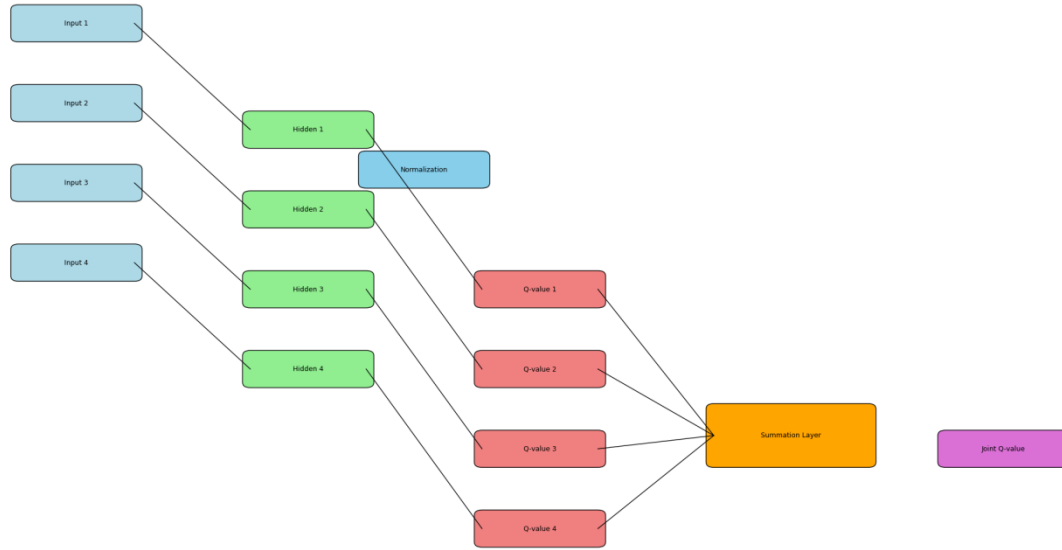 Input 1
Input 2
Input 3
Input 4
Hidden 1
Hidden 2
Hidden 3
Hidden 4
Normalization
Q-value 1
Q-value 2
Q-value 3
Q-value 4
Summation Layer
Joint Q-value